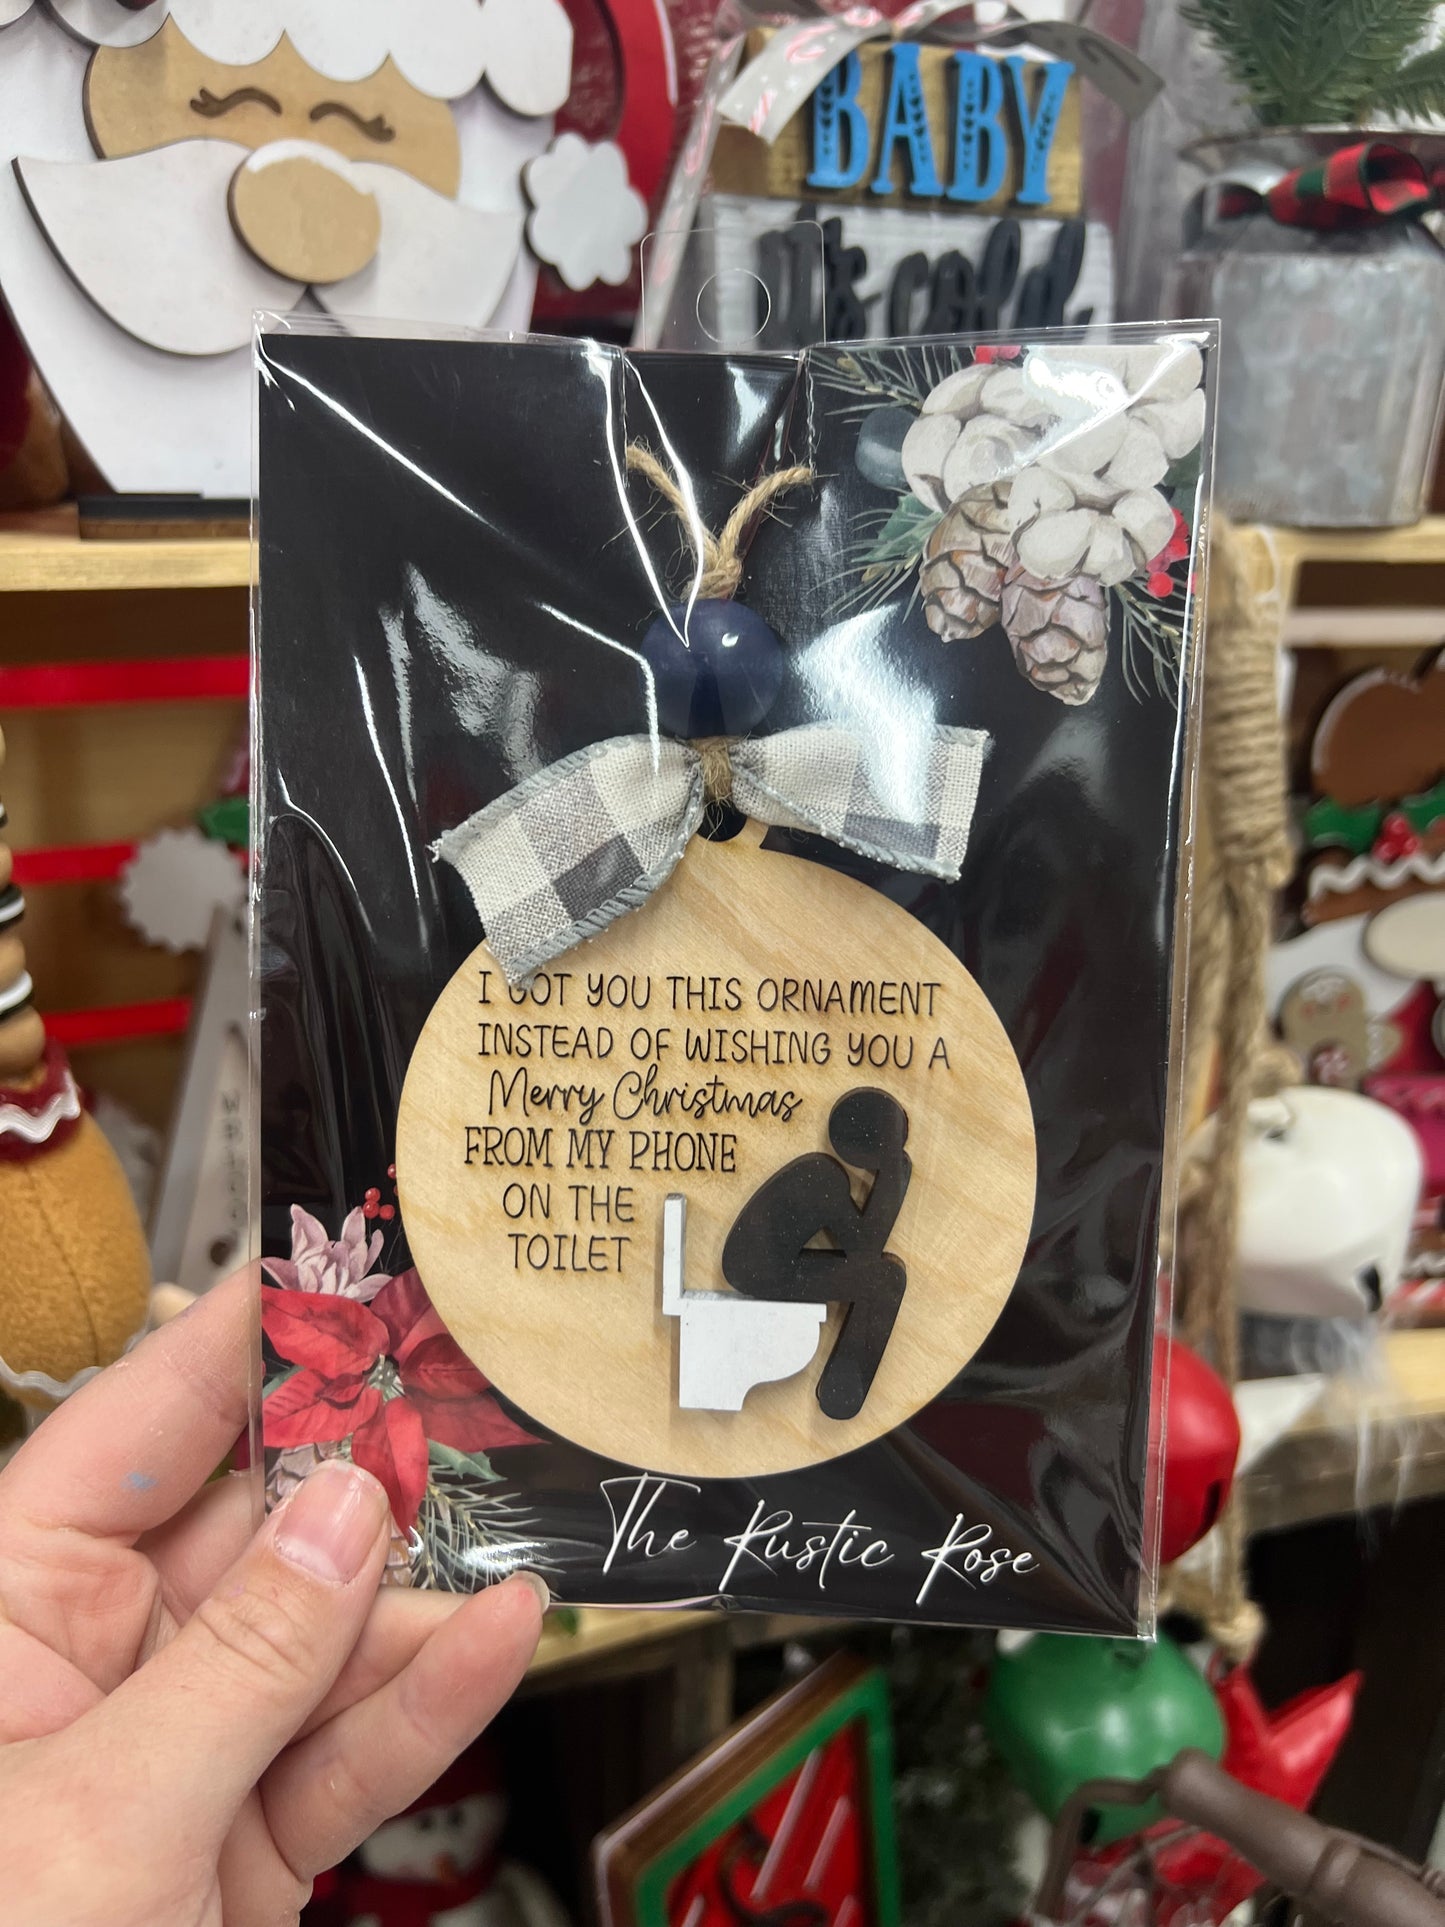 BABY
it's cold
I GOT YOU THIS ORNAMENT
INSTEAD OF WISHING YOU A
Merry Christmas
FROM MY PHONE
ON THE
TOILET
The Rustic Rose